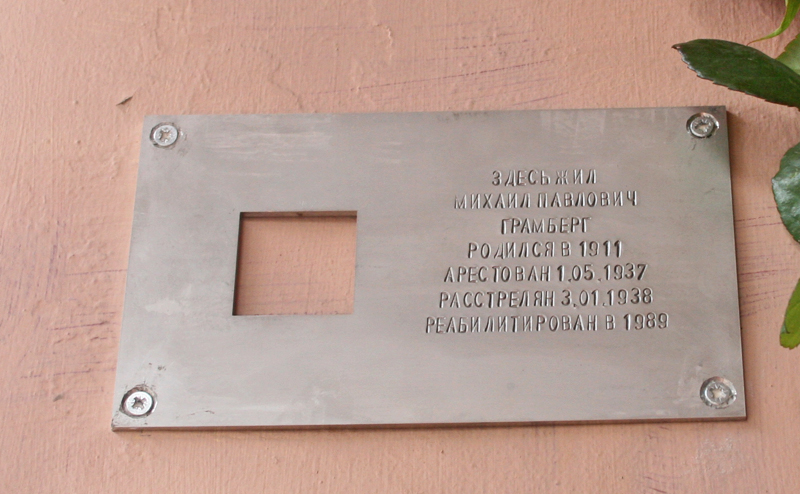 ЗДЕСЬ ЖИЛ
МИХАИЛ ПАВЛОВИЧ
ГРАМБЕРГ
РОДИЛСЯ В 1911
АРЕСТОВАН 1.05.1937
РАССТРЕЛЯН 3.01.1938
РЕАБИЛИТИРОВАН В 1989